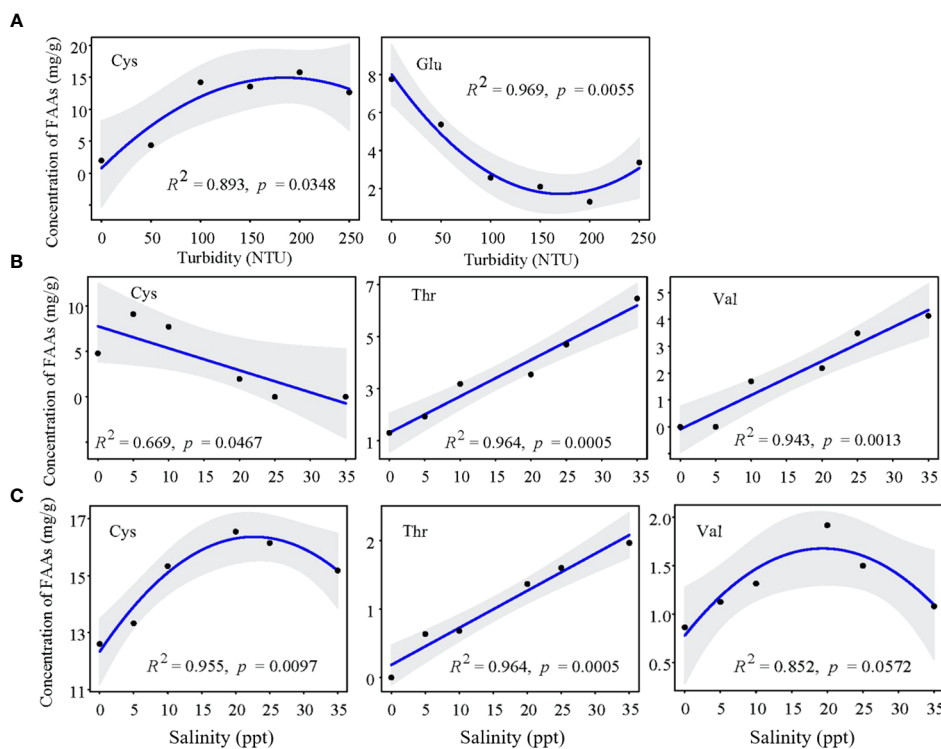 A
Concentration of FAAs (mg/g)
20
15
10
5
0
Cys
R² = 0.893, p = 0.0348
0 50 100 150 200 250
Turbidity (NTU)
8
6
4
2
Glu
R² = 0.969, p = 0.0055
0 50 100 150 200 250
Turbidity (NTU)
B
Concentration of FAAs (mg/g)
10
5
0
Cys
R² = 0.669, p = 0.0467
0 5 10 15 20 25 30 35
7
5
3
1
Thr
R² = 0.964, p = 0.0005
0 5 10 15 20 25 30 35
5
4
3
2
1
0
Val
R² = 0.943, p = 0.0013
0 5 10 15 20 25 30 35
C
Concentration of FAAs (mg/g)
17
15
13
11
Cys
R² = 0.955, p = 0.0097
0 5 10 15 20 25 30 35
Salinity (ppt)
2
1
0
Thr
R² = 0.964, p = 0.0005
0 5 10 15 20 25 30 35
Salinity (ppt)
2.0
1.5
1.0
0.5
Val
R² = 0.852, p = 0.0572
0 5 10 15 20 25 30 35
Salinity (ppt)